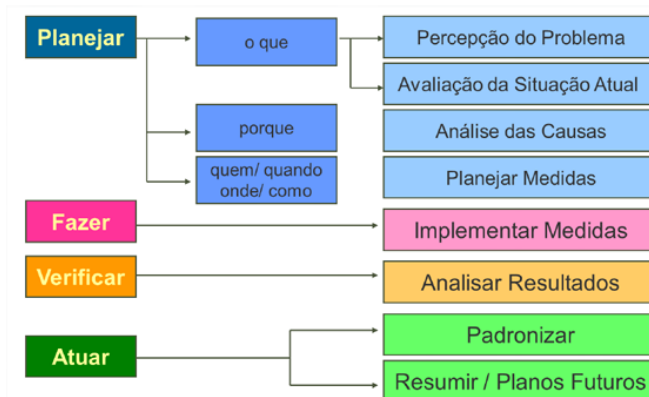 Planejar
o que
Percepção do Problema
Avaliação da Situação Atual
porque
Análise das Causas
quem/ quando
onde/ como
Planejar Medidas
Fazer
Implementar Medidas
Verificar
Analisar Resultados
Atuar
Padronizar
Resumir / Planos Futuros